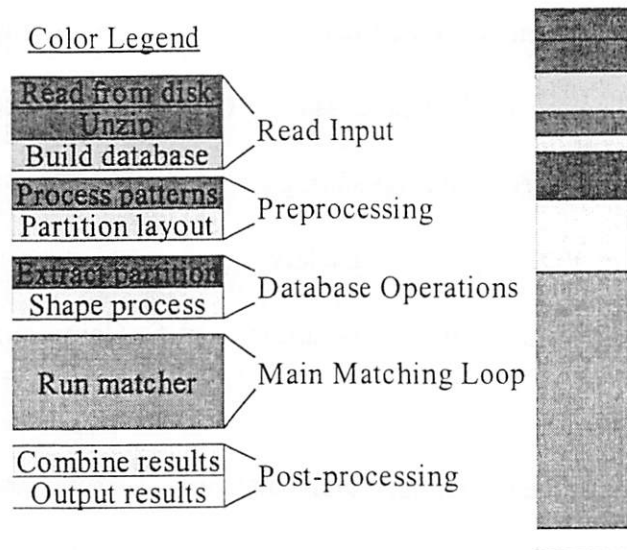 Color Legend
Read from disk
Unzip
Build database
Read Input
Process patterns
Partition layout
Preprocessing
Extract partition
Shape process
Database Operations
Run matcher
Main Matching Loop
Combine results
Output results
Post-processing